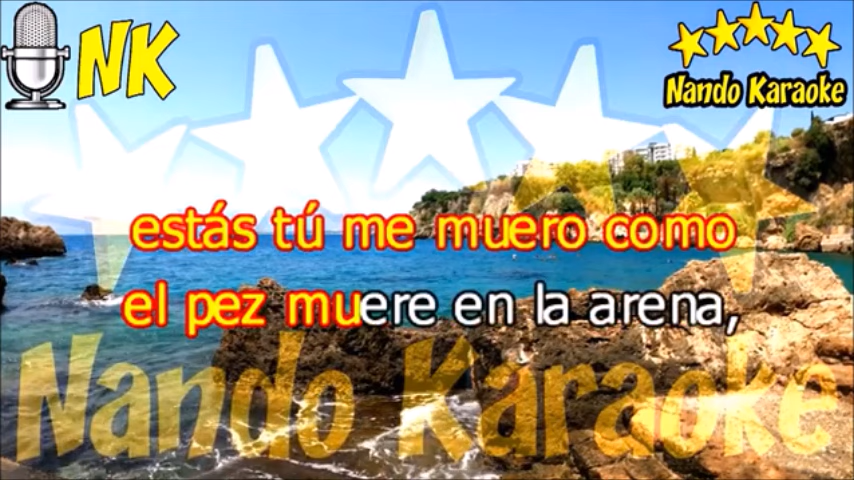 NK
Nando Karaoke
estás tú me muero como
el pez muere en la arena,
Nando Karaoke